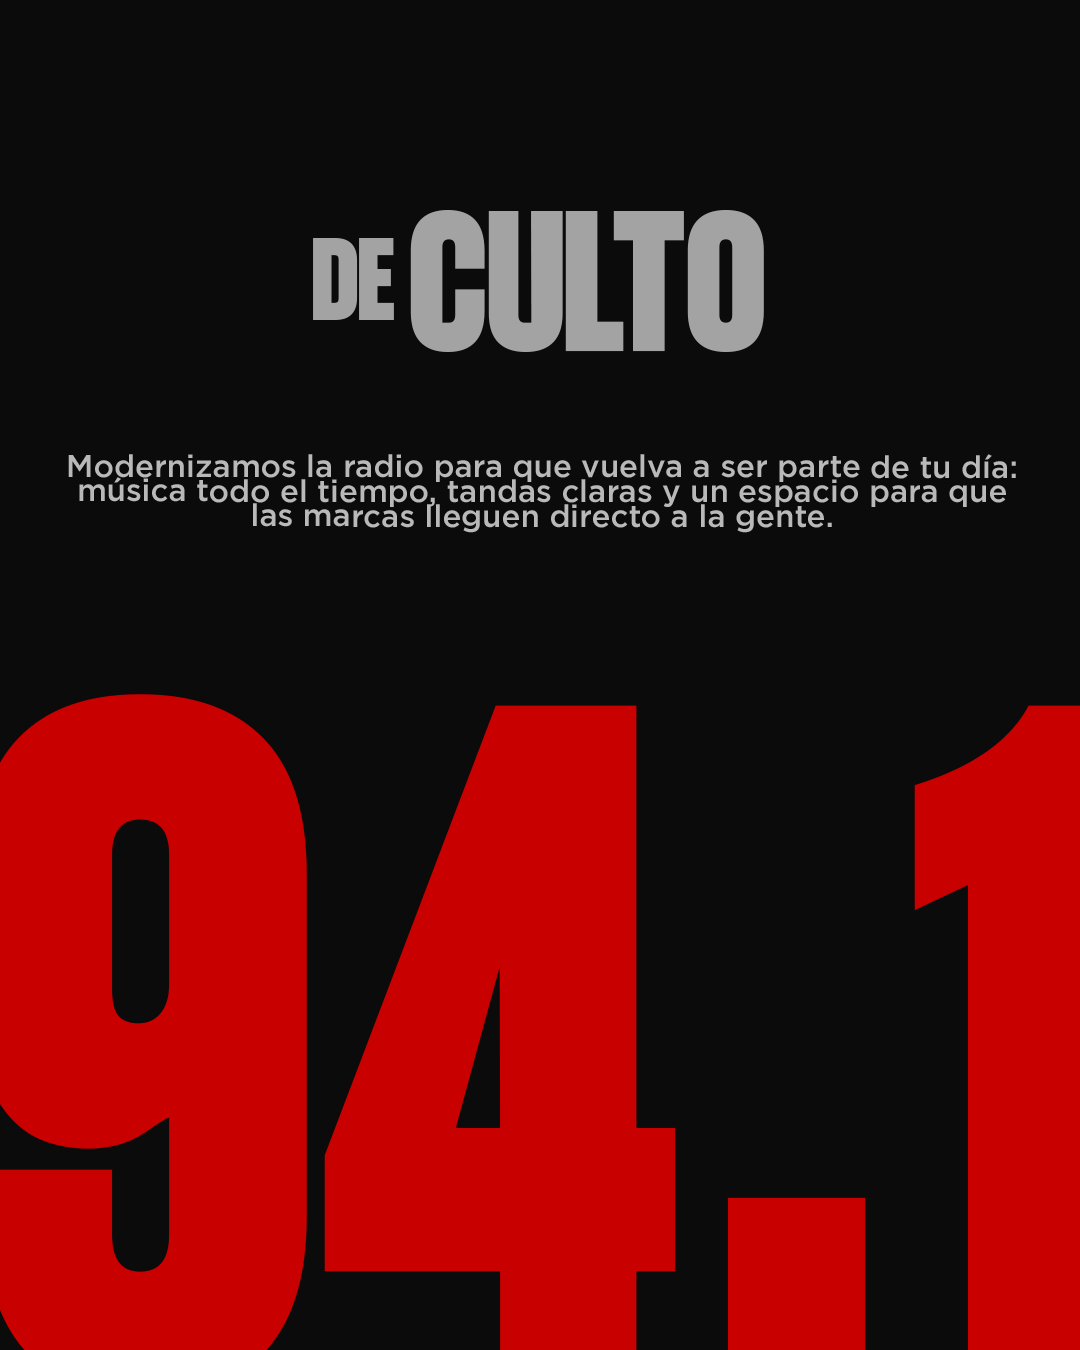 DE CULTO
Modernizamos la radio para que vuelva a ser parte de tu día:
música todo el tiempo, tandas claras y un espacio para que
las marcas lleguen directo a la gente.
94.1